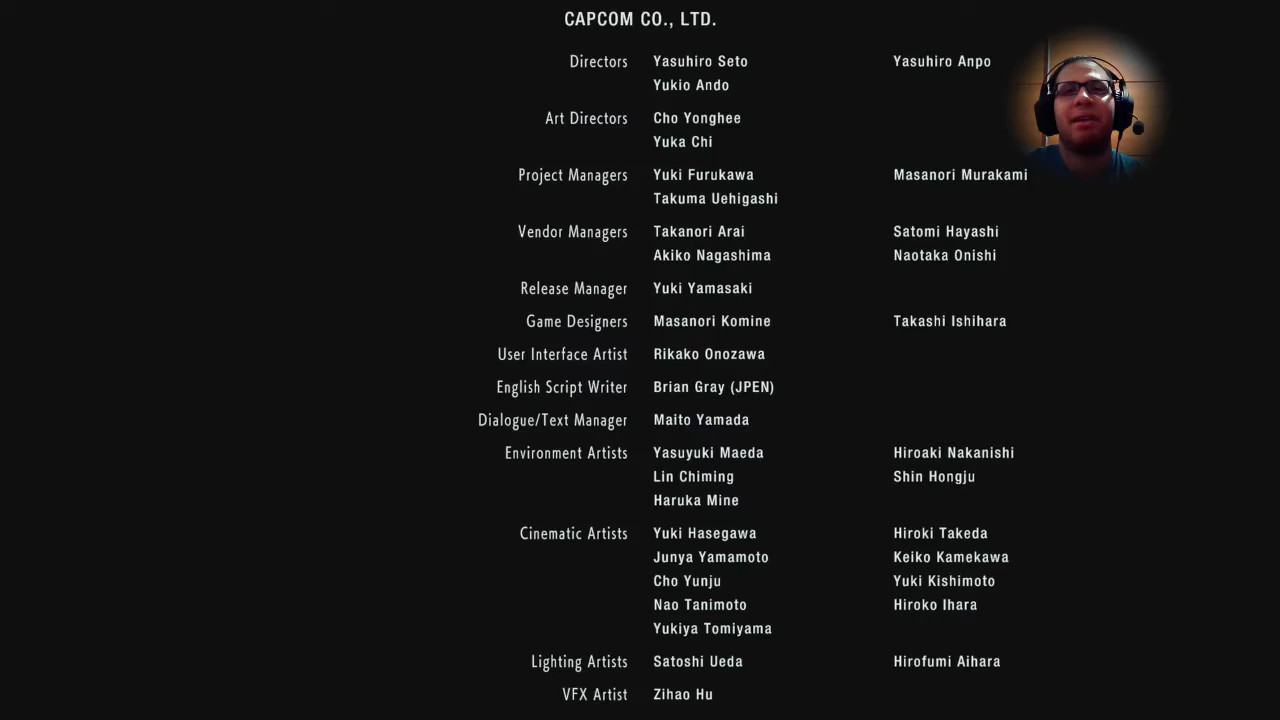 CAPCOM CO., LTD.
Directors Yasuhiro Seto Yasuhiro Anpo
Yukio Ando
Art Directors Cho Yonghee
Yuka Chi
Project Managers Yuki Furukawa Masanori Murakami
Takuma Uehigashi
Vendor Managers Takanori Arai Satomi Hayashi
Akiko Nagashima Naotaka Onishi
Release Manager Yuki Yamasaki
Game Designers Masanori Komine Takashi Ishihara
User Interface Artist Rikako Onozawa
English Script Writer Brian Gray (JPEN)
Dialogue/Text Manager Maito Yamada
Environment Artists Yasuyuki Maeda Hiroaki Nakanishi
Lin Chiming Shin Hongju
Haruka Mine
Cinematic Artists Yuki Hasegawa Hiroki Takeda
Junya Yamamoto Keiko Kamekawa
Cho Yunju Yuki Kishimoto
Nao Tanimoto Hiroko Ihara
Yukiya Tomiyama
Lighting Artists Satoshi Ueda Hirofumi Aihara
VFX Artist Zihao Hu